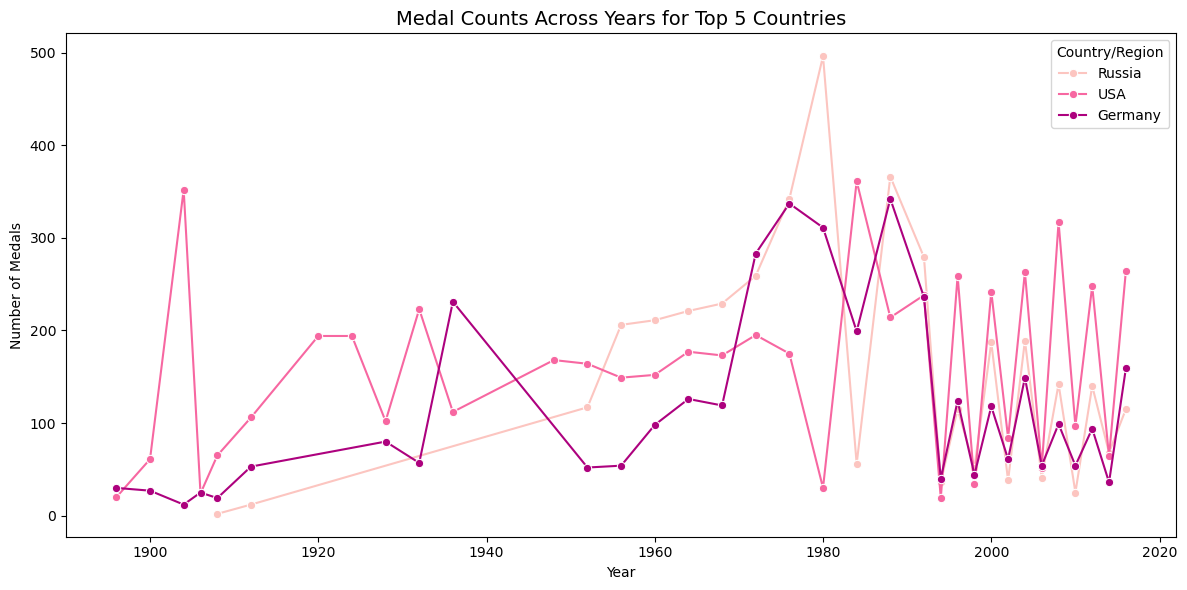 Medal Counts Across Years for Top 5 Countries
Country/Region
Russia
USA
Germany
Number of Medals
500
400
300
200
100
0
1900
1920
1940
1960
1980
2000
2020
Year